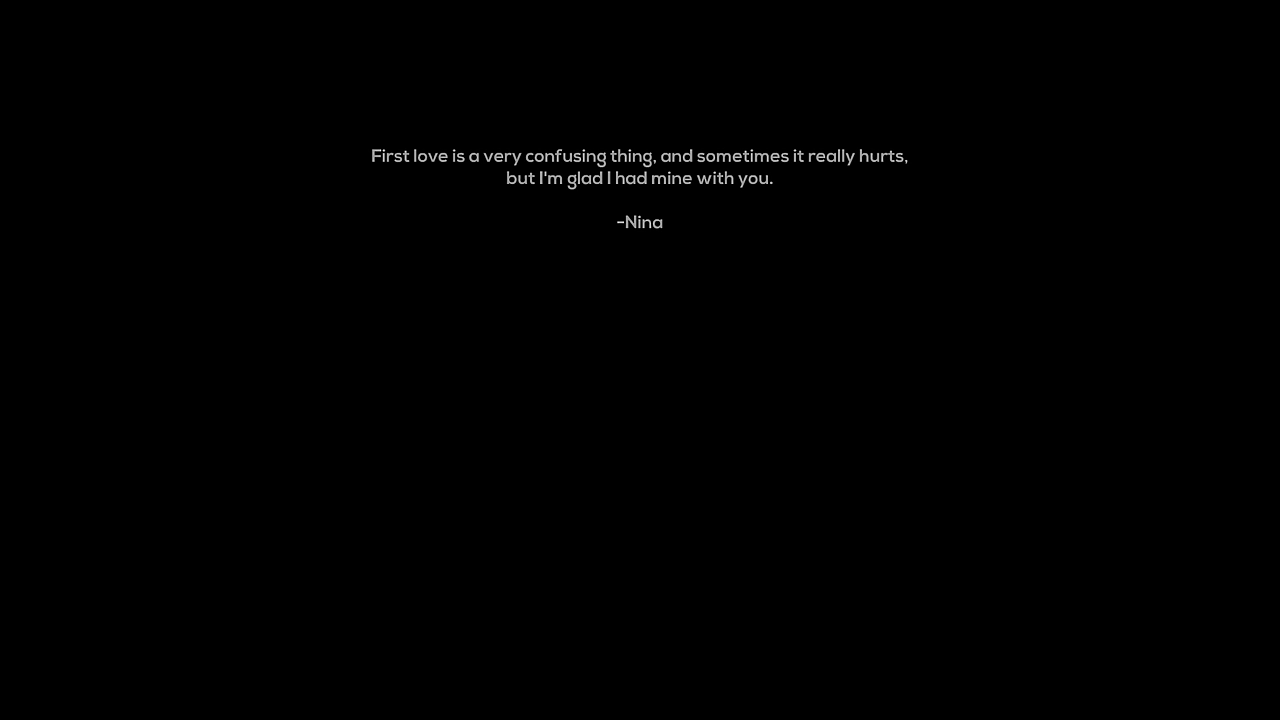 First love is a very confusing thing, and sometimes it really hurts,
but I'm glad I had mine with you.
-Nina